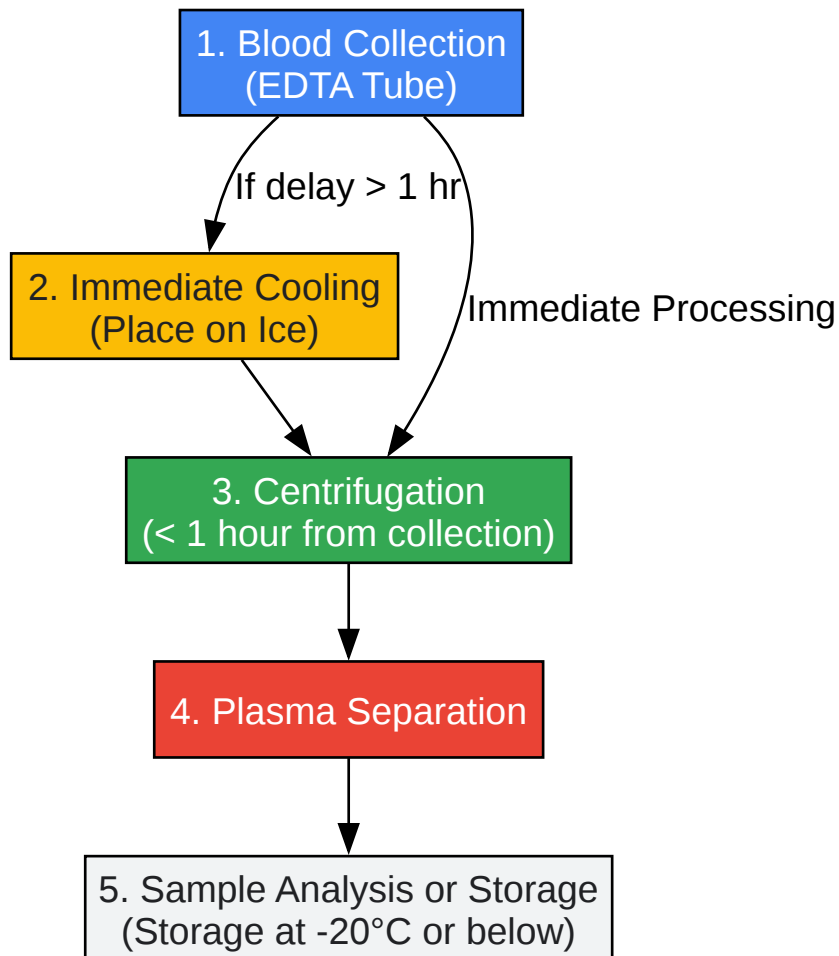 1. Blood Collection
(EDTA Tube)
If delay > 1 hr
2. Immediate Cooling
(Place on Ice)
Immediate Processing
3. Centrifugation
(< 1 hour from collection)
4. Plasma Separation
5. Sample Analysis or Storage
(Storage at -20°C or below)